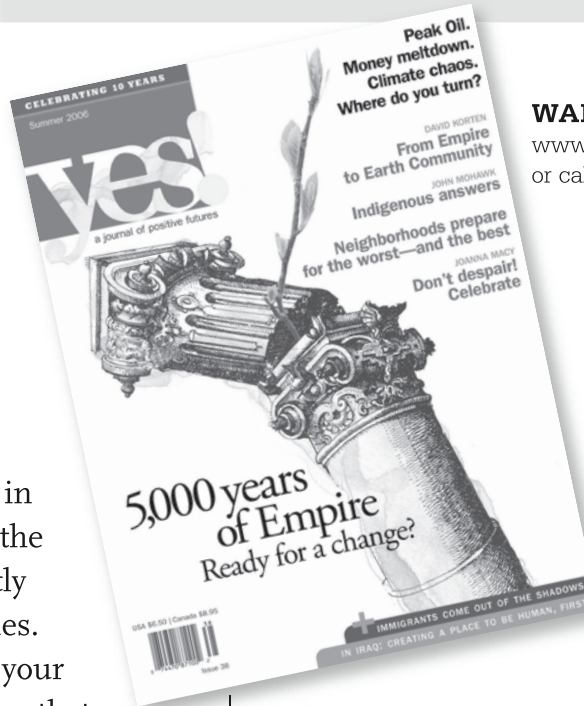 CELEBRATING 10 YEARS
Summer 2006
yes!
a journal of positive futures
Peak Oil.
Money meltdown.
Climate chaos.
Where do you turn?
DAVID KORTEN
From Empire
to Earth Community
JOHN MOHAWK
Indigenous answers
Neighborhoods prepare
for the worst—and the best
JOANNA MACY
Don't despair!
Celebrate
5,000 years
of Empire
Ready for a change?
USA $6.50 | Canada $8.95
Issue 38
+ IMMIGRANTS COME OUT OF THE SHADOWS
IN IRAQ: CREATING A PLACE TO BE HUMAN, FIRST
www
or
in
the
your